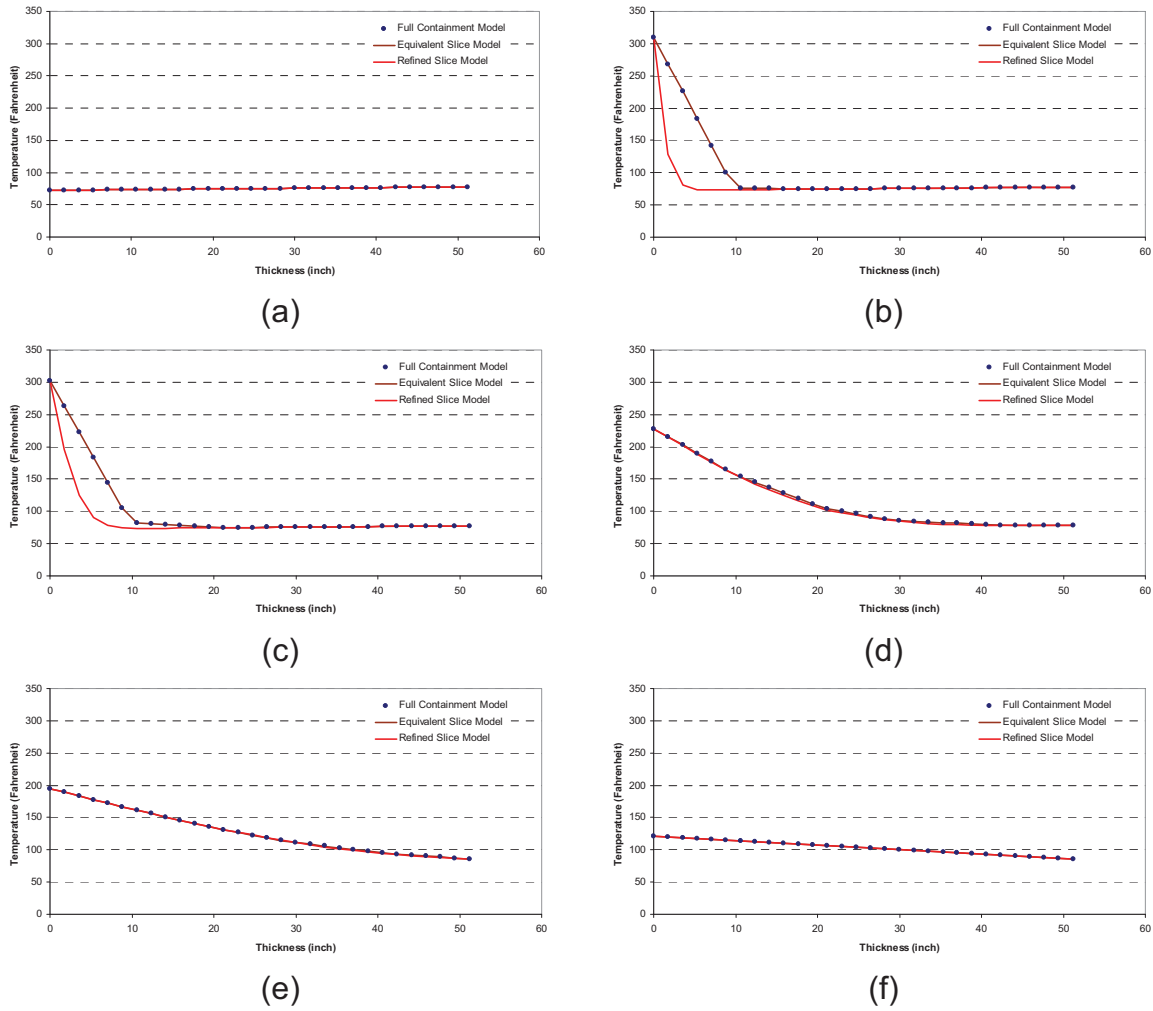 350
300
250
200
150
100
50
0
Temperature (Fahrenheit)
Full Containment Model
Equivalent Slice Model
Refined Slice Model
0 10 20 30 40 50 60
Thickness (inch)
(a)
350
300
250
200
150
100
50
0
Temperature (Fahrenheit)
Full Containment Model
Equivalent Slice Model
Refined Slice Model
0 10 20 30 40 50 60
Thickness (inch)
(b)
350
300
250
200
150
100
50
0
Temperature (Fahrenheit)
Full Containment Model
Equivalent Slice Model
Refined Slice Model
0 10 20 30 40 50 60
Thickness (inch)
(c)
350
300
250
200
150
100
50
0
Temperature (Fahrenheit)
Full Containment Model
Equivalent Slice Model
Refined Slice Model
0 10 20 30 40 50 60
Thickness (inch)
(d)
350
300
250
200
150
100
50
0
Temperature (Fahrenheit)
Full Containment Model
Equivalent Slice Model
Refined Slice Model
0 10 20 30 40 50 60
Thickness (inch)
(e)
350
300
250
200
150
100
50
0
Temperature (Fahrenheit)
Full Containment Model
Equivalent Slice Model
Refined Slice Model
0 10 20 30 40 50 60
Thickness (inch)
(f)